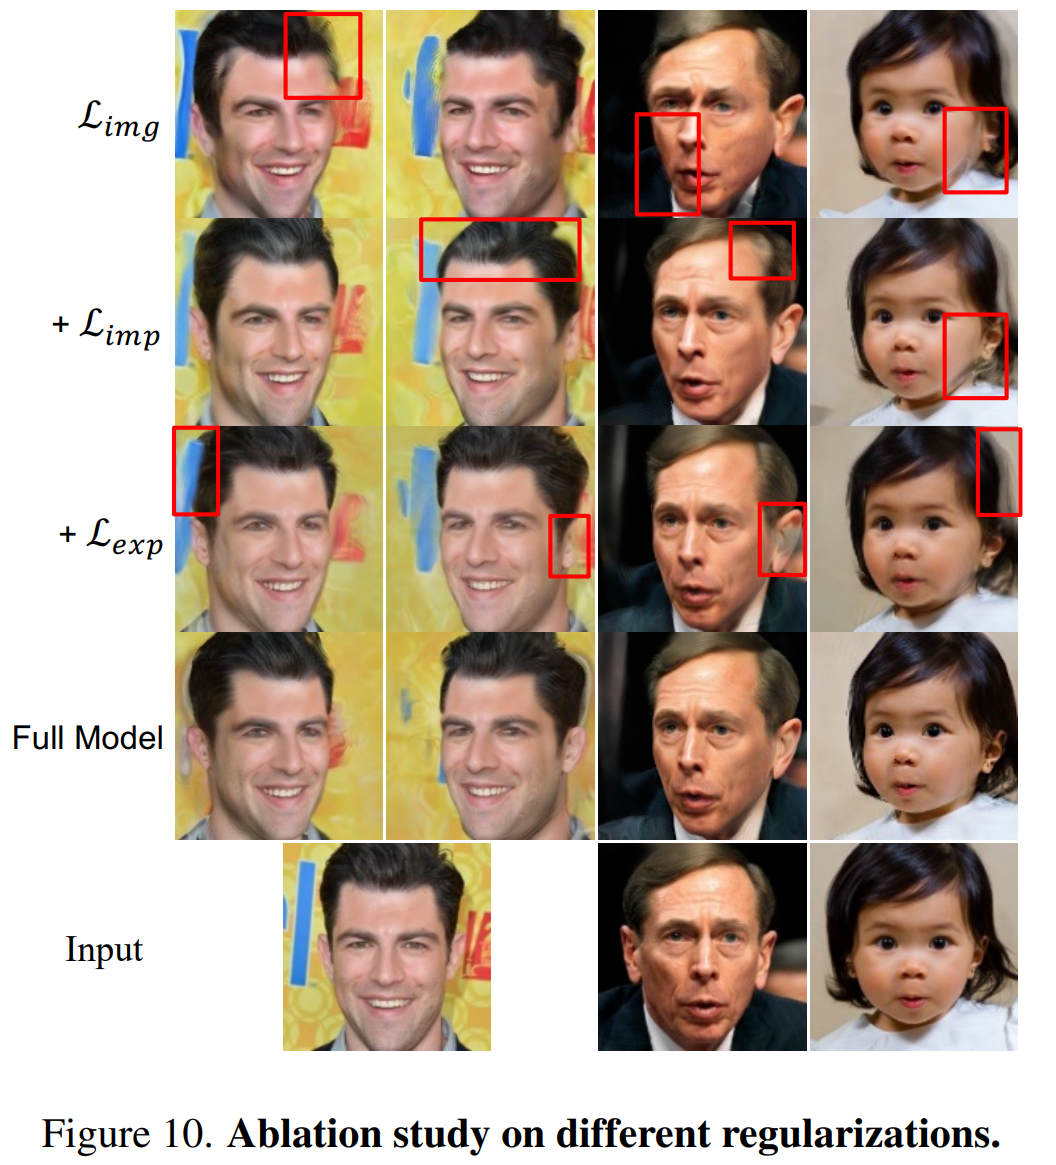 ℒ_img
+ ℒ_imp
+ ℒ_exp
Full Model
Input
Figure 10. Ablation study on different regularizations.